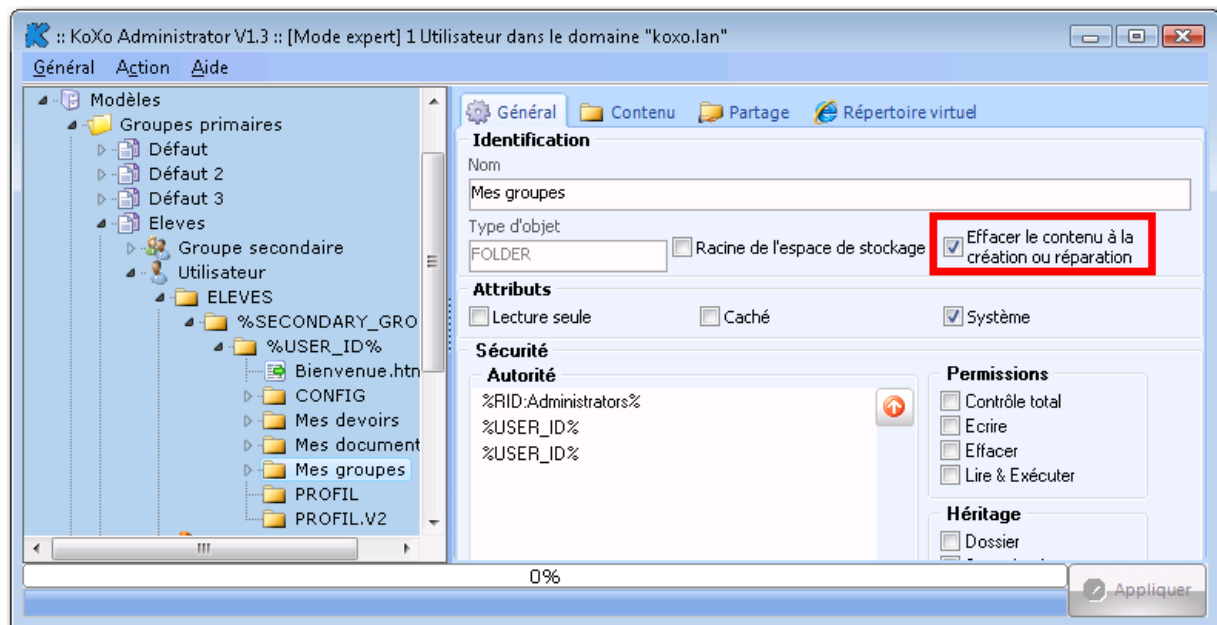 :: KoXo Administrator V1.3 :: [Mode expert] 1 Utilisateur dans le domaine "koxo.lan"
Général Action Aide
Modèles
Groupes primaires
Défaut
Défaut 2
Défaut 3
Eleves
Groupe secondaire
Utilisateur
ELEVES
%SECONDARY_GRO
%USER_ID%
Bienvenue.htn
CONFIG
Mes devoirs
Mes document
Mes groupes
PROFIL
PROFIL.V2
Général Contenu Partage Répertoire virtuel
Identification
Nom
Mes groupes
Type d'objet
FOLDER
Racine de l'espace de stockage
Effacer le contenu à la
création ou réparation
Attributs
Lecture seule Caché Système
Sécurité
Autorité
%RID:Administrators%
%USER_ID%
%USER_ID%
Permissions
Contrôle total
Ecrire
Effacer
Lire & Exécuter
Héritage
Dossier
0%
Appliquer